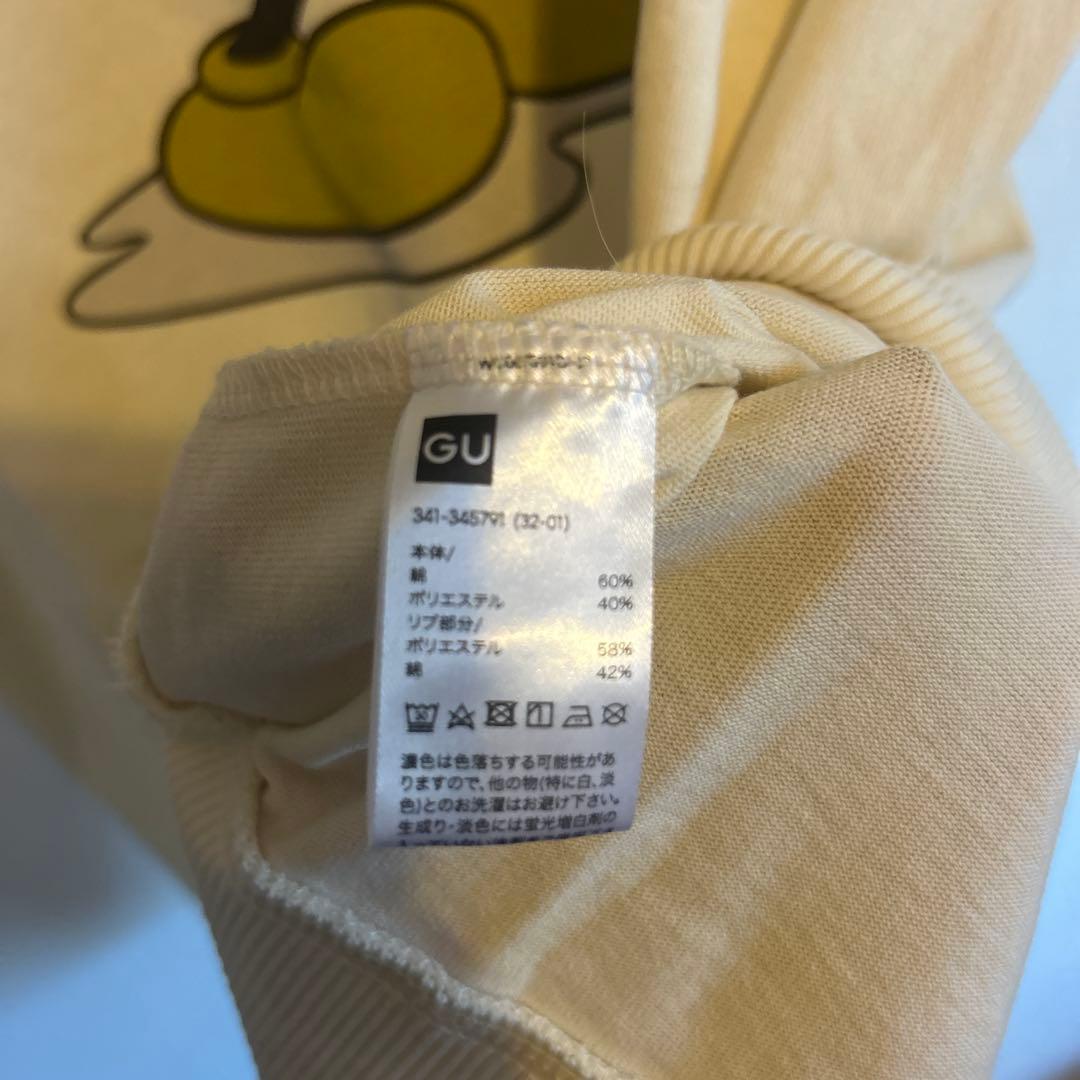 GU
341-345791 (32-01)
本体/
綿 60%
ポリエステル 40%
リブ部分/
ポリエステル 58%
綿 42%
濃色は色落ちする可能性があ
りますので、他の物(特に白、淡
色)とのお洗濯はお避け下さい。
生成り・淡色には蛍光増白剤の